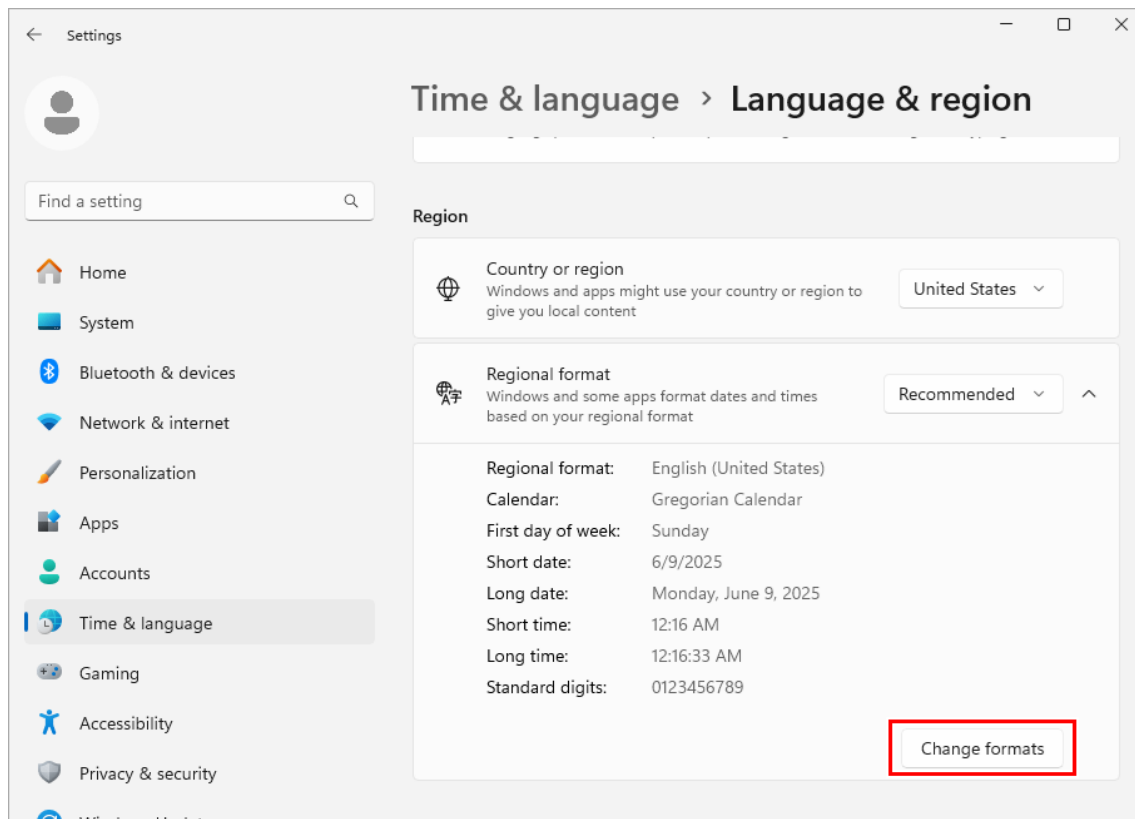 Settings
Time & language > Language & region
Find a setting
Home
System
Bluetooth & devices
Network & internet
Personalization
Apps
Accounts
Time & language
Gaming
Accessibility
Privacy & security
Region
Country or region
Windows and apps might use your country or region to
give you local content
United States
Regional format
Windows and some apps format dates and times
based on your regional format
Recommended
Regional format: English (United States)
Calendar: Gregorian Calendar
First day of week: Sunday
Short date: 6/9/2025
Long date: Monday, June 9, 2025
Short time: 12:16 AM
Long time: 12:16:33 AM
Standard digits: 0123456789
Change formats